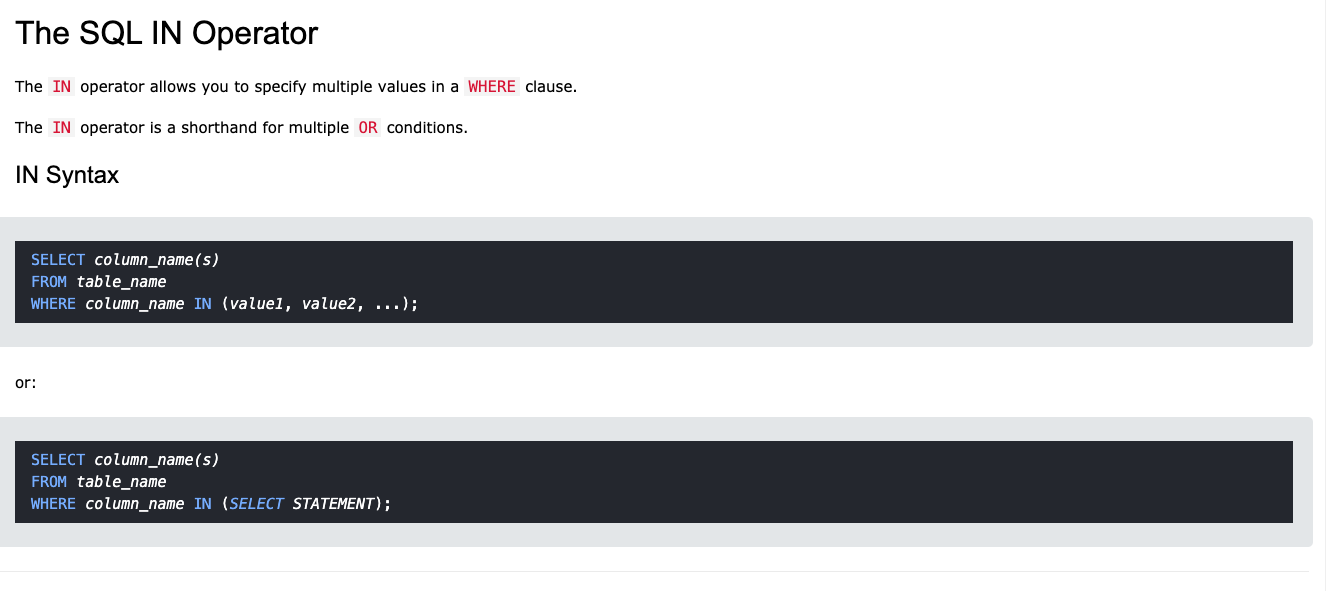 The SQL IN Operator
The IN operator allows you to specify multiple values in a WHERE clause.
The IN operator is a shorthand for multiple OR conditions.
IN Syntax
SELECT column_name(s)
FROM table_name
WHERE column_name IN (value1, value2, ...);
or:
SELECT column_name(s)
FROM table_name
WHERE column_name IN (SELECT STATEMENT);